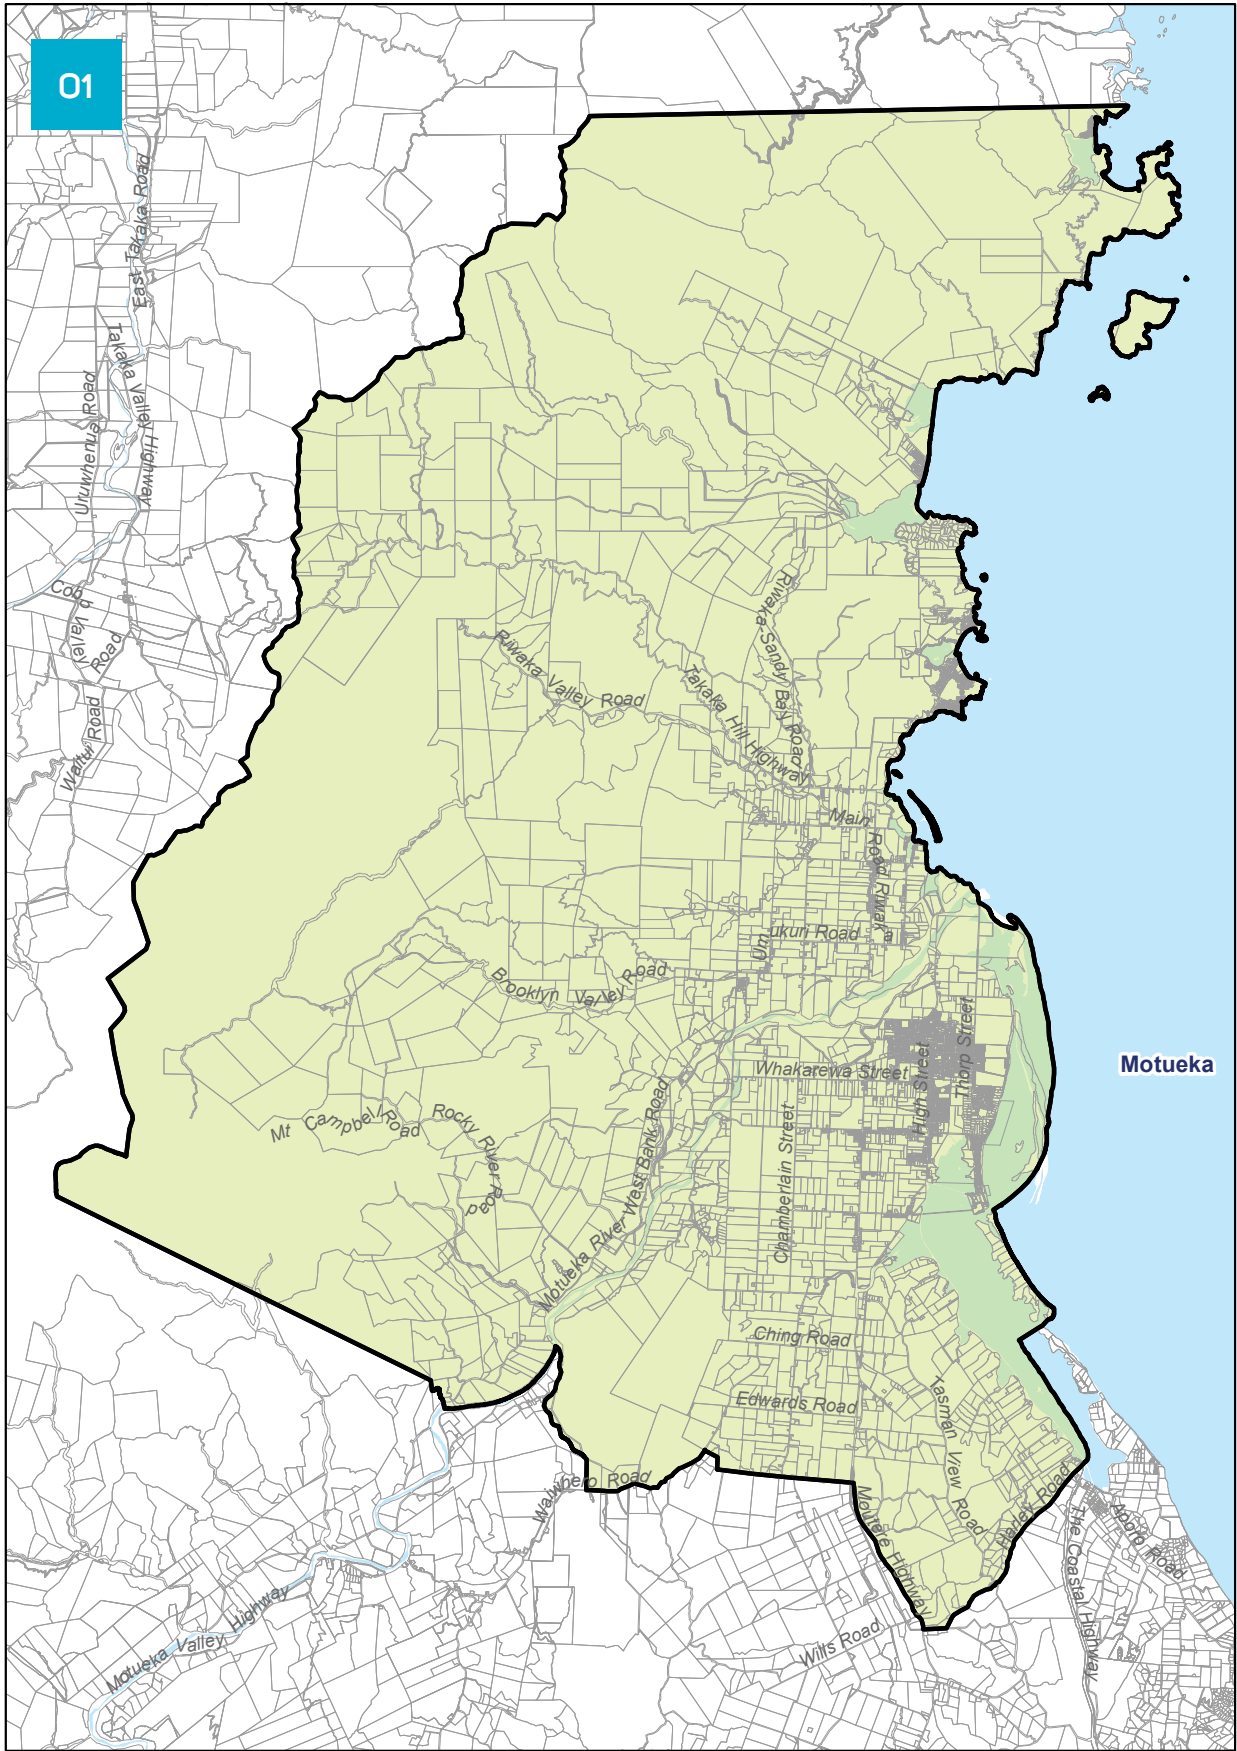 01
East Takaka Road
Takaka Valley Highway
Uruwhenua Road
Cobb Valley Road
Waitui Road
Riwaka Valley Road
Takaka Hill Highway
Riwaka-Sandy Bay Road
Main Road Riwaka
Umukuri Road
Brooklyn Valley Road
Thorp Street
High Street
Whakarewa Street
Motueka
Chamberlain Street
Mt Campbell Road
Rocky River Road
Motueka River West Bank Road
Ching Road
Edwards Road
Tasman View Road
Harley Road
Waiwhero Road
Moutere Highway
The Coastal Highway
Aporo Road
Motueka Valley Highway
Wills Road